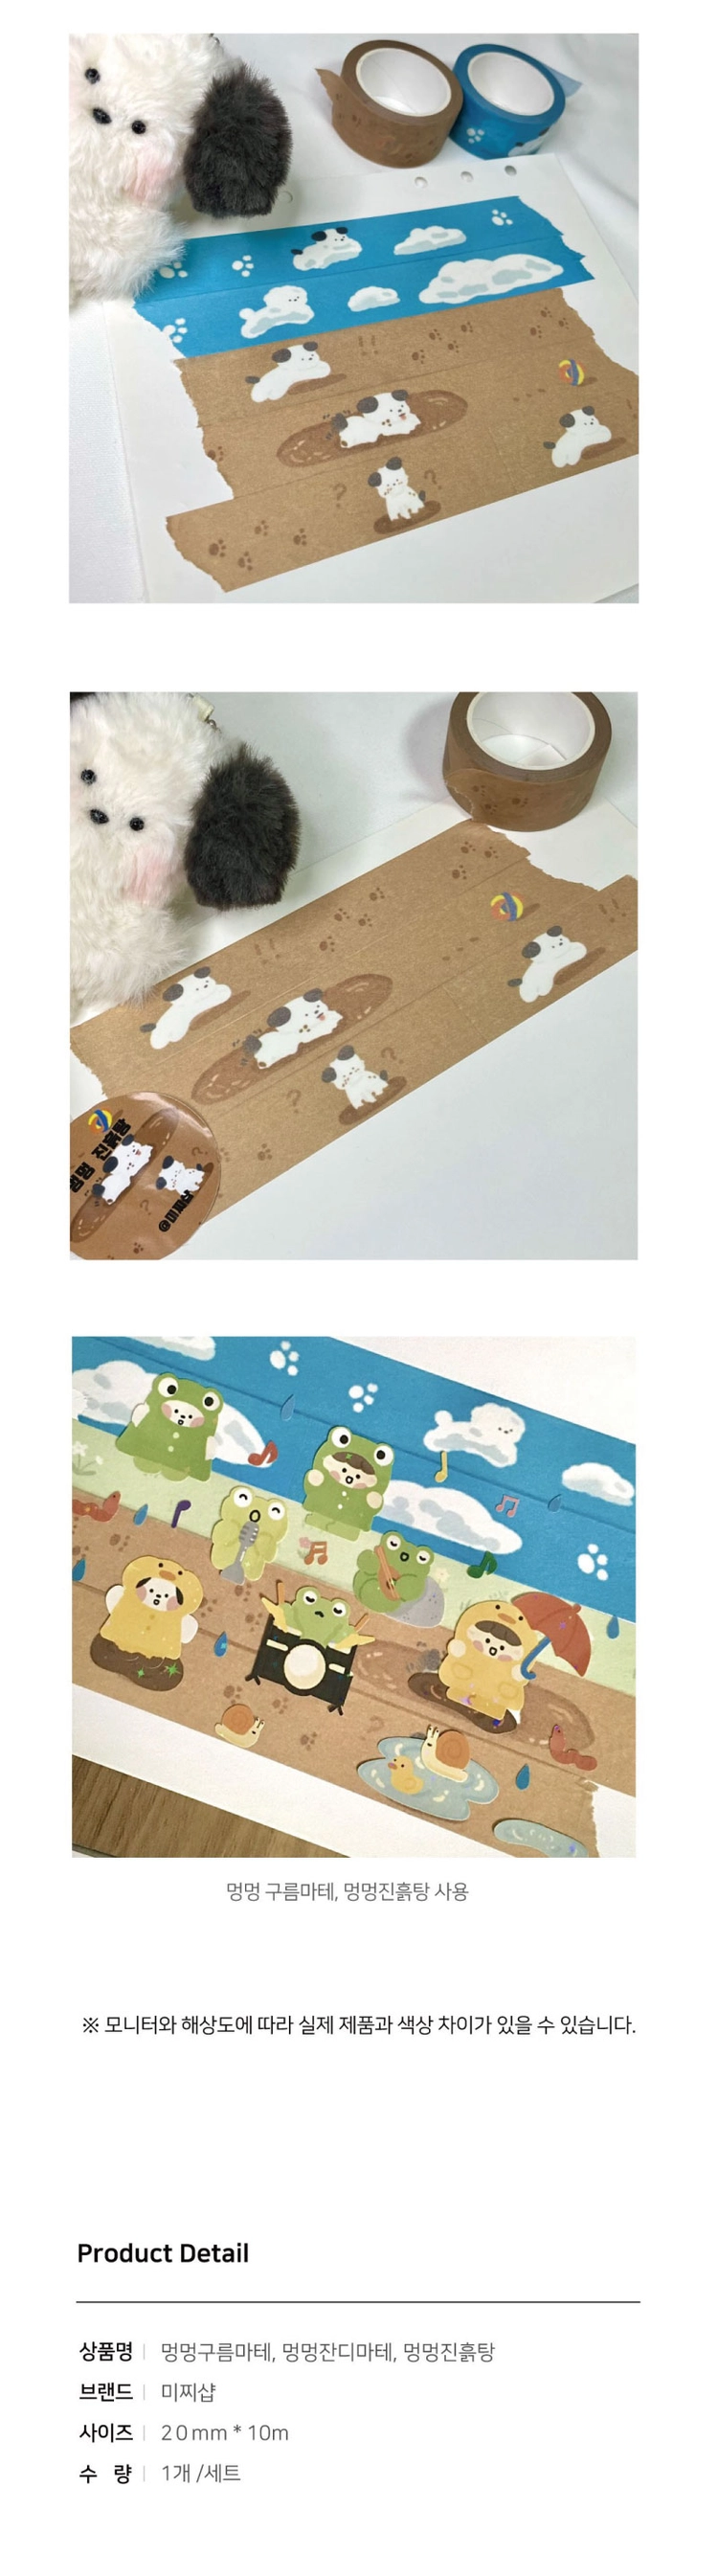 멍멍 진흙탕
@미찌샵
멍멍 구름마테, 멍멍진흙탕 사용
※ 모니터와 해상도에 따라 실제 제품과 색상 차이가 있을 수 있습니다.
Product Detail
상품명 | 멍멍구름마테, 멍멍잔디마테, 멍멍진흙탕
브랜드 | 미찌샵
사이즈 | 20mm * 10m
수 량 | 1개 /세트